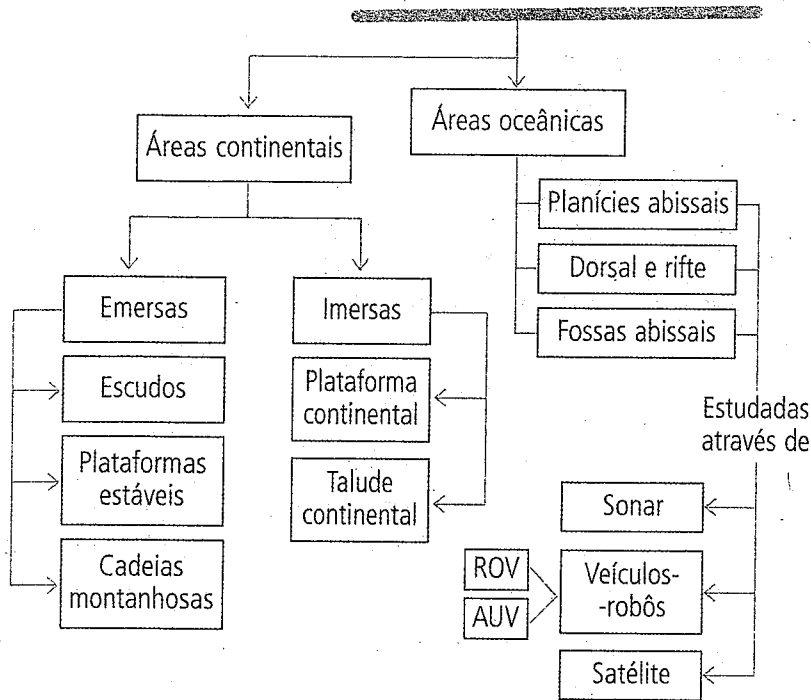 Áreas continentais
Áreas oceânicas
Planícies abissais
Dorsal e rifte
Fossas abissais
Emersas
Escudos
Plataformas
estáveis
Cadeias
montanhosas
Imersas
Plataforma
continental
Talude
continental
Estudadas
através de
Sonar
ROV
AUV
Veículos-
-robôs
Satélite